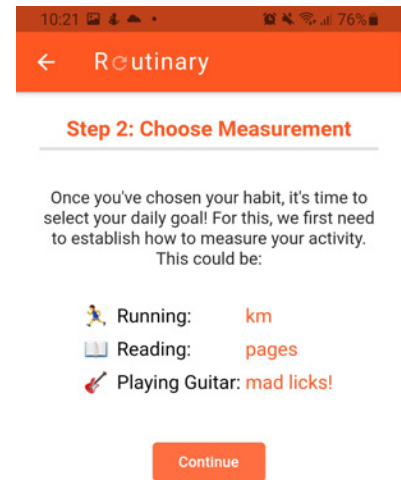 10:21 76%
Routinary
Step 2: Choose Measurement
Once you've chosen your habit, it's time to
select your daily goal! For this, we first need
to establish how to measure your activity.
This could be:
Running: km
Reading: pages
Playing Guitar: mad licks!
Continue